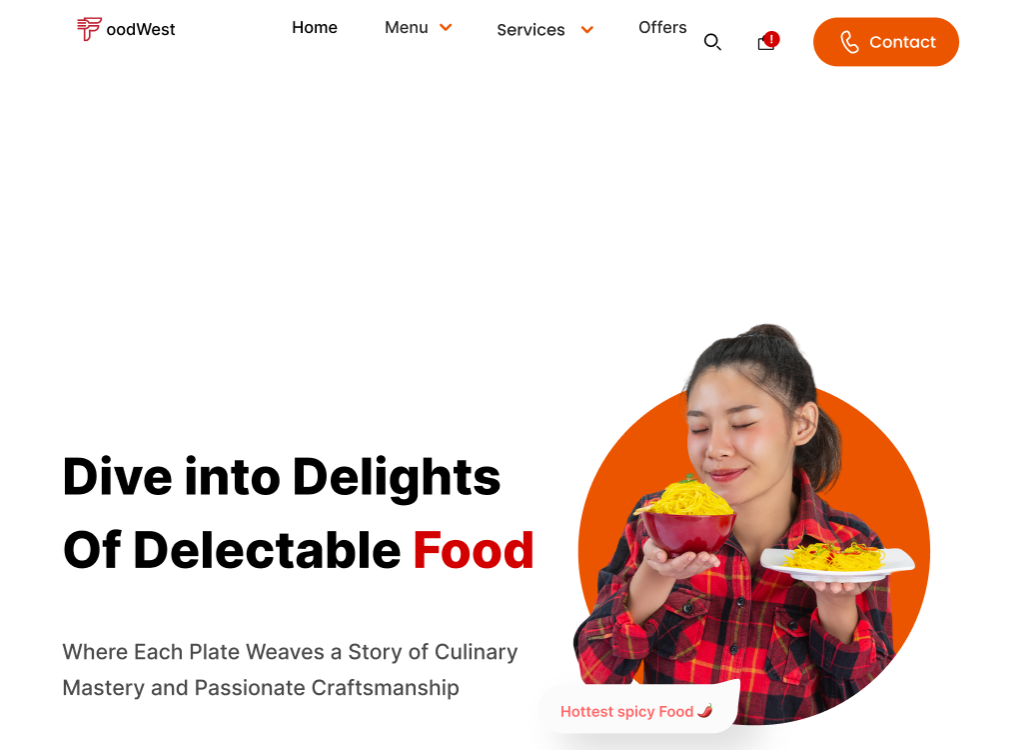 oodWest
Home
Menu
Services
Offers
!
Contact
Dive into Delights
Of Delectable Food
Where Each Plate Weaves a Story of Culinary
Mastery and Passionate Craftsmanship
Hottest spicy Food 🌶️